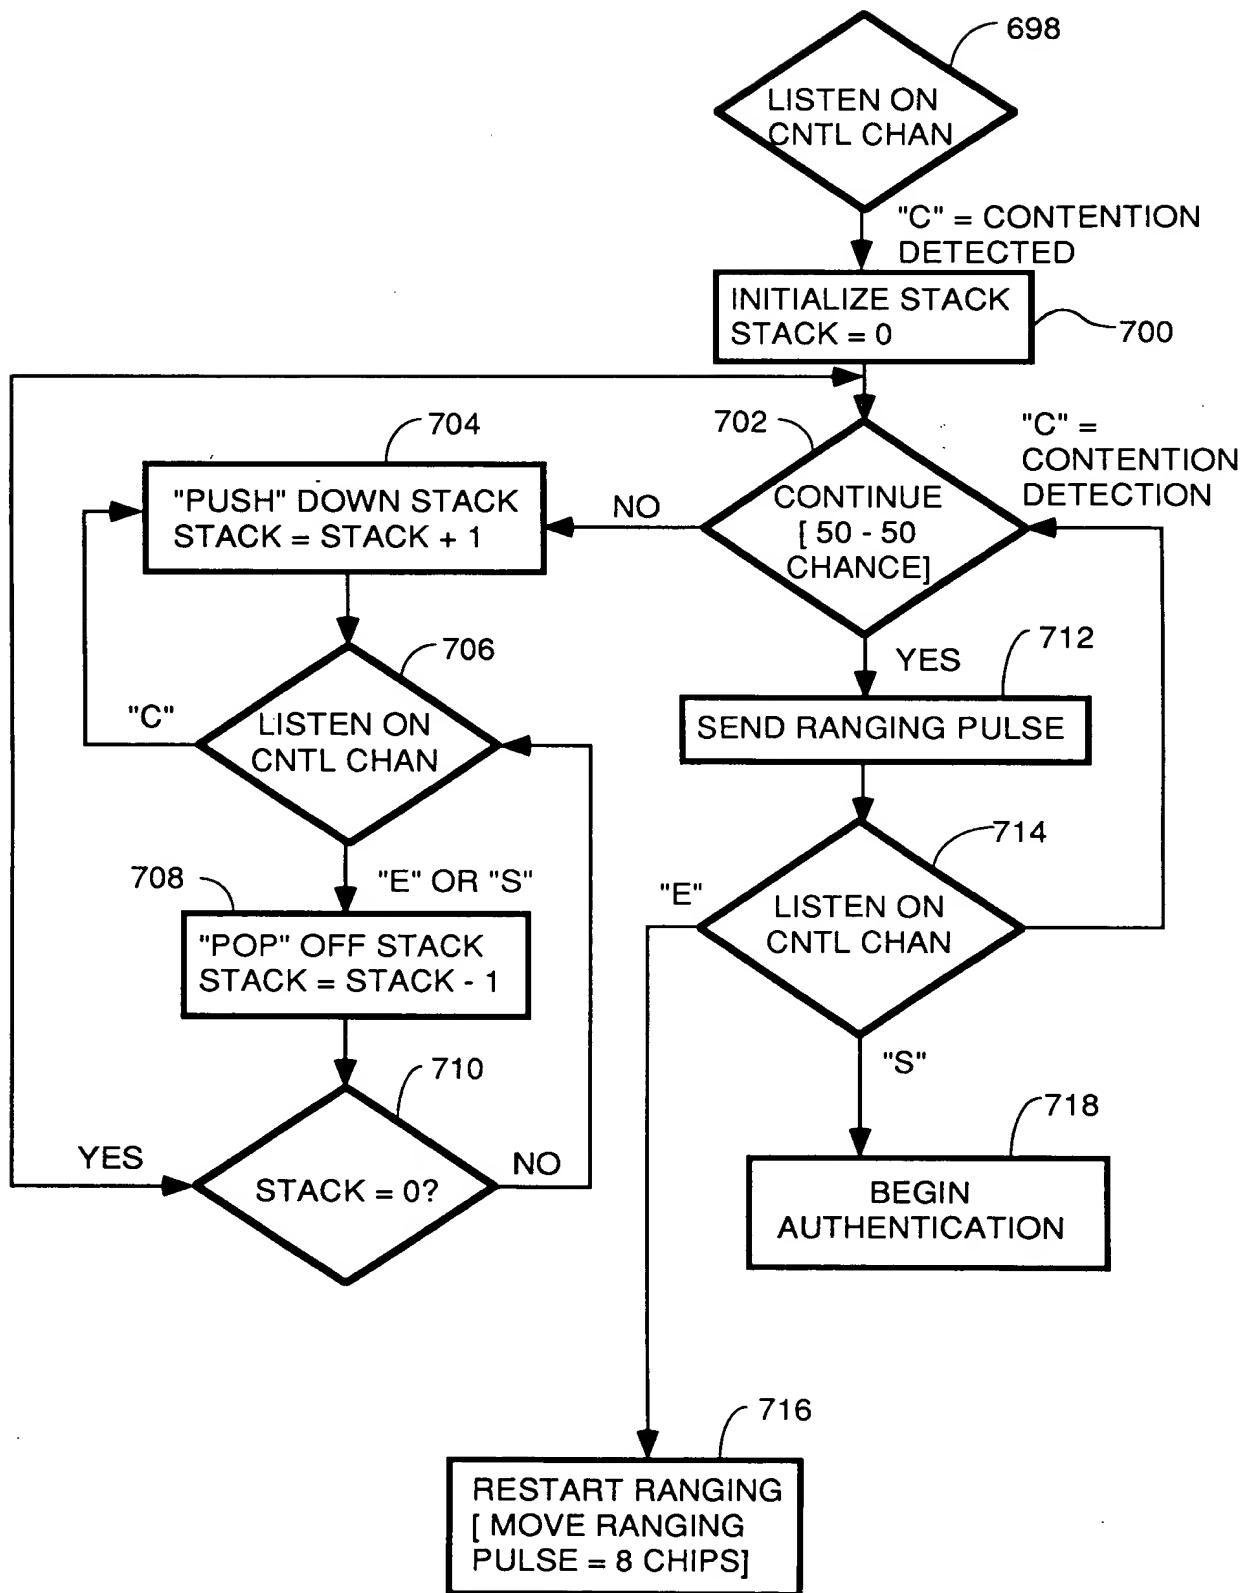 698
LISTEN ON
CNTL CHAN
"C" = CONTENTION
DETECTED
INITIALIZE STACK
STACK = 0
700
704
702
"C" =
CONTENTION
DETECTION
"PUSH" DOWN STACK
STACK = STACK + 1
NO
CONTINUE
[ 50 - 50
CHANCE]
706
YES
712
"C"
LISTEN ON
CNTL CHAN
SEND RANGING PULSE
708
"E" OR "S"
714
"E"
LISTEN ON
CNTL CHAN
"POP" OFF STACK
STACK = STACK - 1
"S"
710
718
YES
STACK = 0?
NO
BEGIN
AUTHENTICATION
716
RESTART RANGING
[ MOVE RANGING
PULSE = 8 CHIPS]